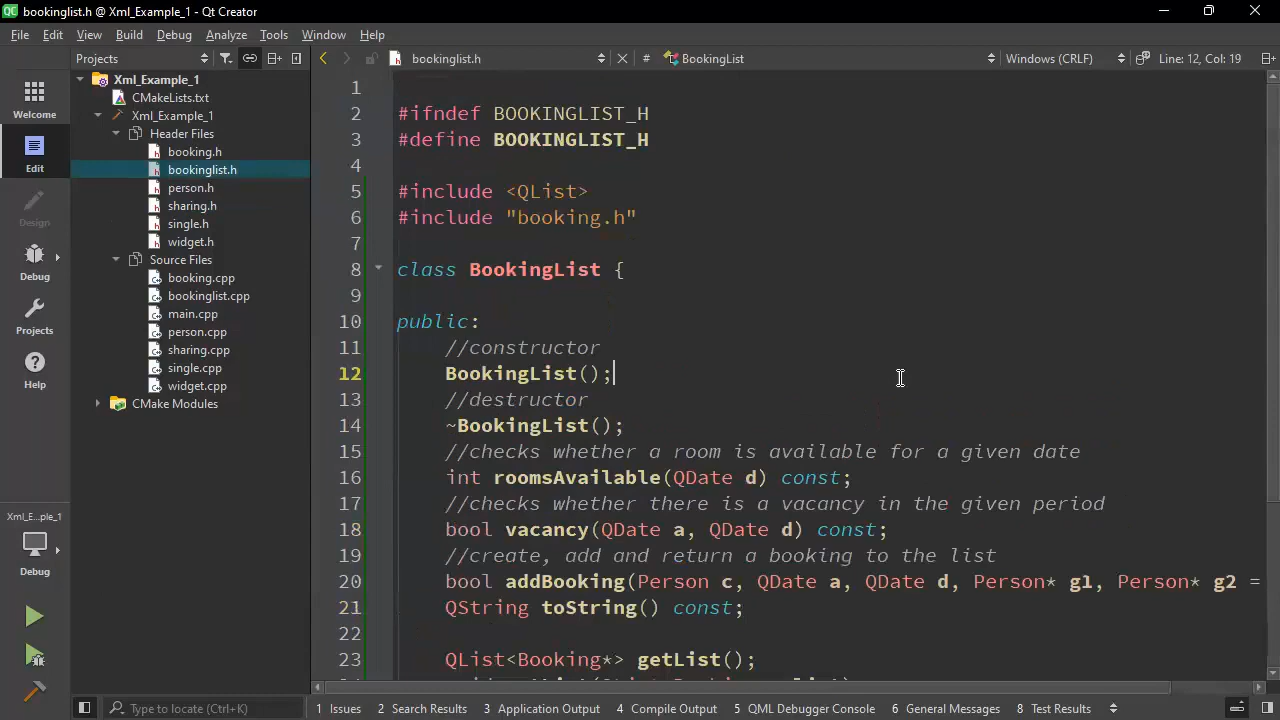 QC bookinglist.h @ Xml_Example_1 - Qt Creator
File Edit View Build Debug Analyze Tools Window Help
Projects bookinglist.h # BookingList Windows (CRLF) Line: 12, Col: 19
Welcome
Edit
Design
Debug
Projects
Help
Xml_E...ple_1
Debug
Xml_Example_1
CMakeLists.txt
Xml_Example_1
Header Files
booking.h
bookinglist.h
person.h
sharing.h
single.h
widget.h
Source Files
booking.cpp
bookinglist.cpp
main.cpp
person.cpp
sharing.cpp
single.cpp
widget.cpp
CMake Modules
1
2 #ifndef BOOKINGLIST_H
3 #define BOOKINGLIST_H
4
5 #include <QList>
6 #include "booking.h"
7
8 class BookingList {
9
10 public:
11 //constructor
12 BookingList();
13 //destructor
14 ~BookingList();
15 //checks whether a room is available for a given date
16 int roomsAvailable(QDate d) const;
17 //checks whether there is a vacancy in the given period
18 bool vacancy(QDate a, QDate d) const;
19 //create, add and return a booking to the list
20 bool addBooking(Person c, QDate a, QDate d, Person* g1, Person* g2 =
21 QString toString() const;
22
23 QList<Booking*> getList();
Type to locate (Ctrl+K) 1 Issues 2 Search Results 3 Application Output 4 Compile Output 5 QML Debugger Console 6 General Messages 8 Test Results